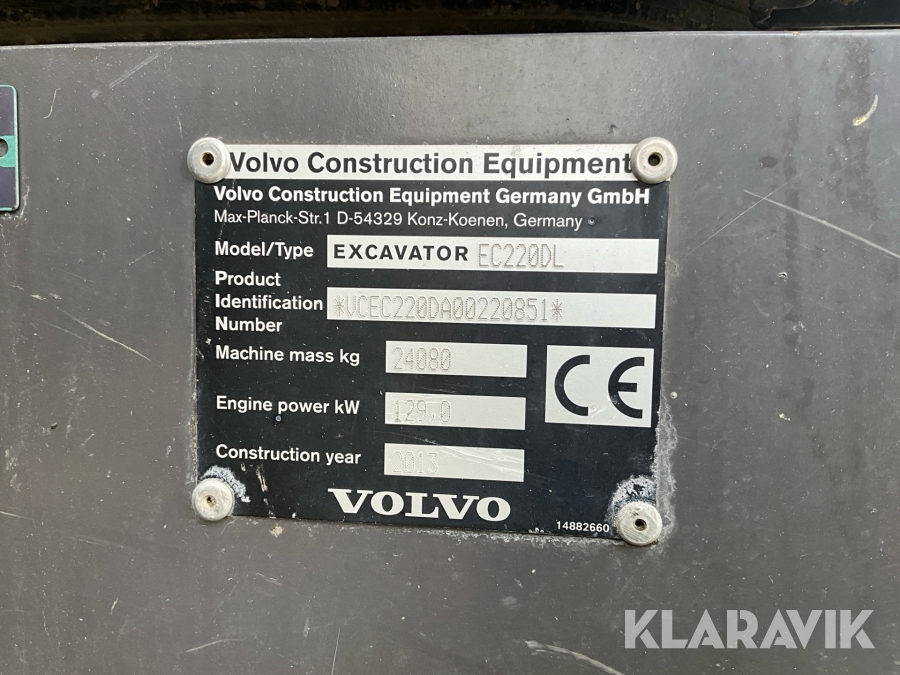 Volvo Construction Equipment
Volvo Construction Equipment Germany GmbH
Max-Planck-Str.1 D-54329 Konz-Koenen, Germany
Model/Type EXCAVATOR EC220DL
Product
Identification *VCEC220DA00220851*
Number
Machine mass kg 24080
Engine power kW 129.0
CE
Construction year 2013
VOLVO
14882660
KLARAVIK